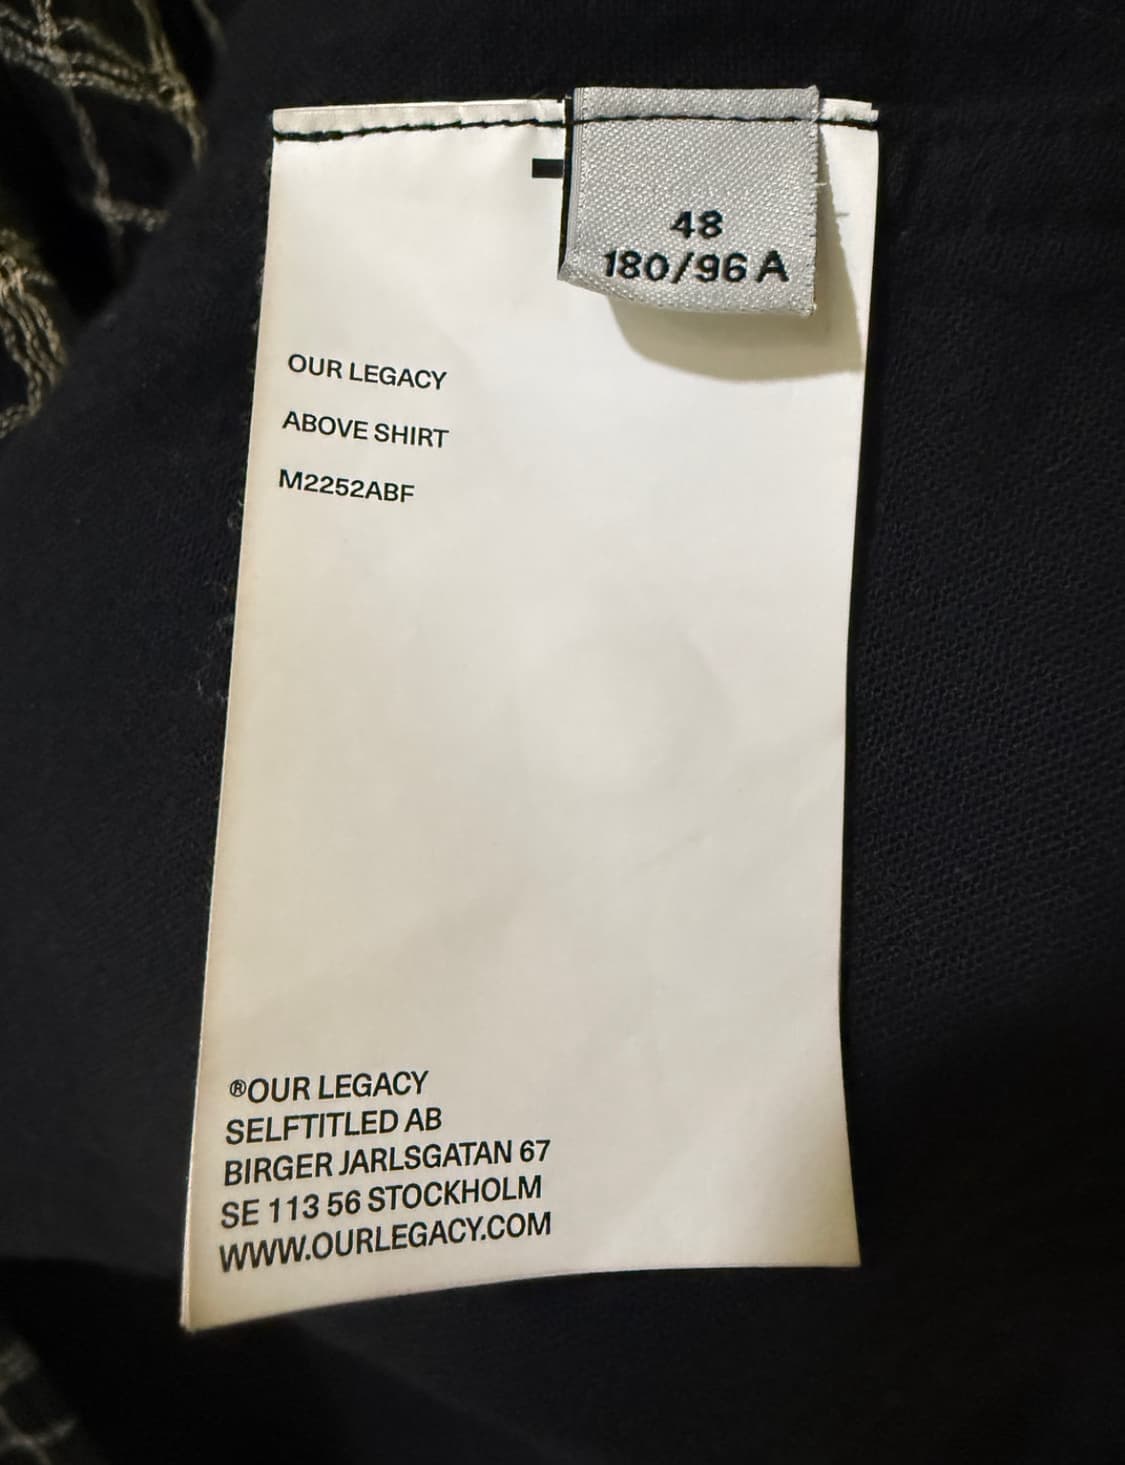 48
180/96 A
OUR LEGACY
ABOVE SHIRT
M2252ABF
®OUR LEGACY
SELFTITLED AB
BIRGER JARLSGATAN 67
SE 113 56 STOCKHOLM
WWW.OURLEGACY.COM